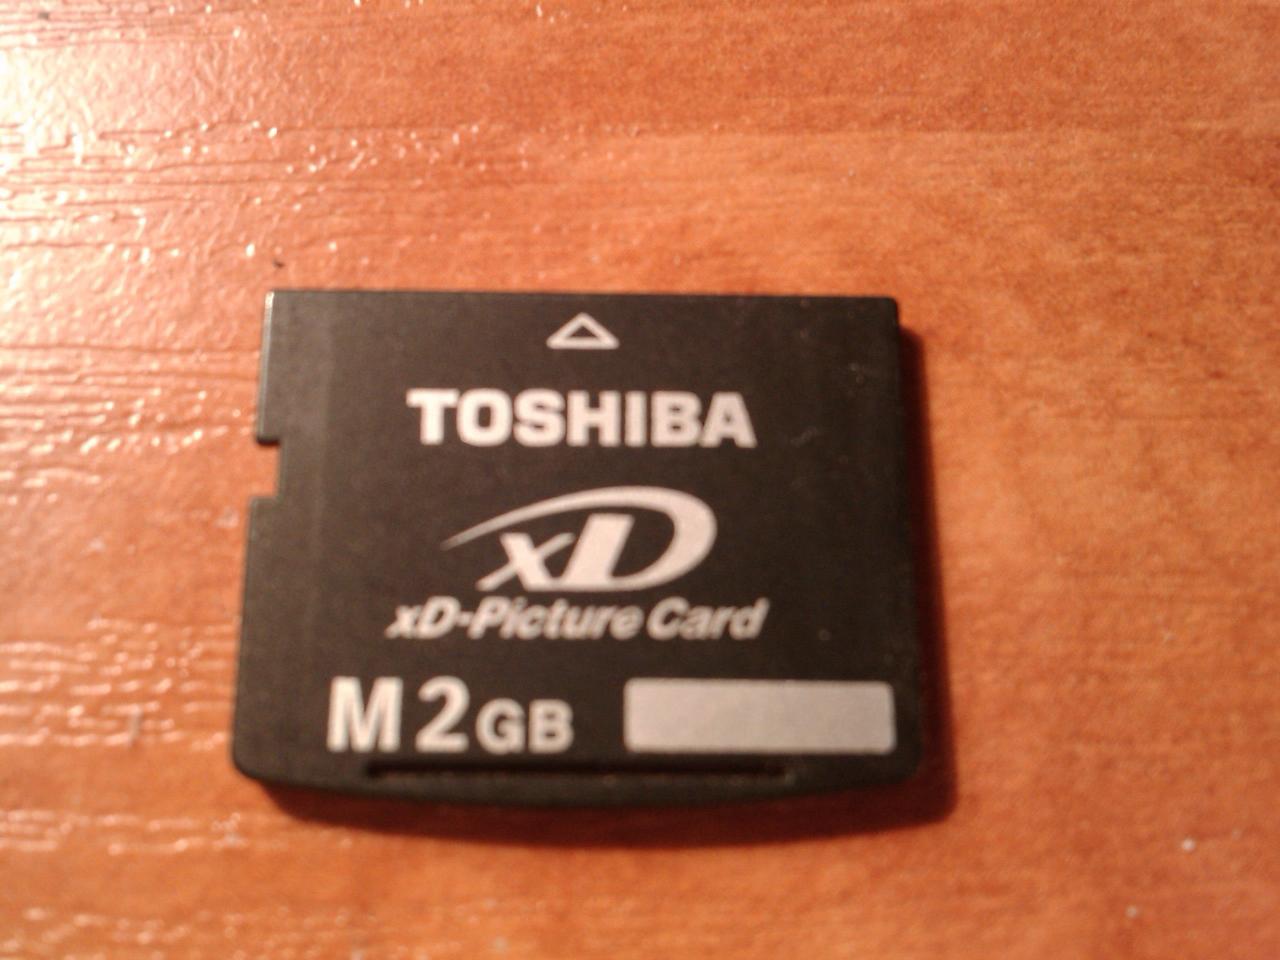 TOSHIBA
xD
xD-Picture Card
M 2GB